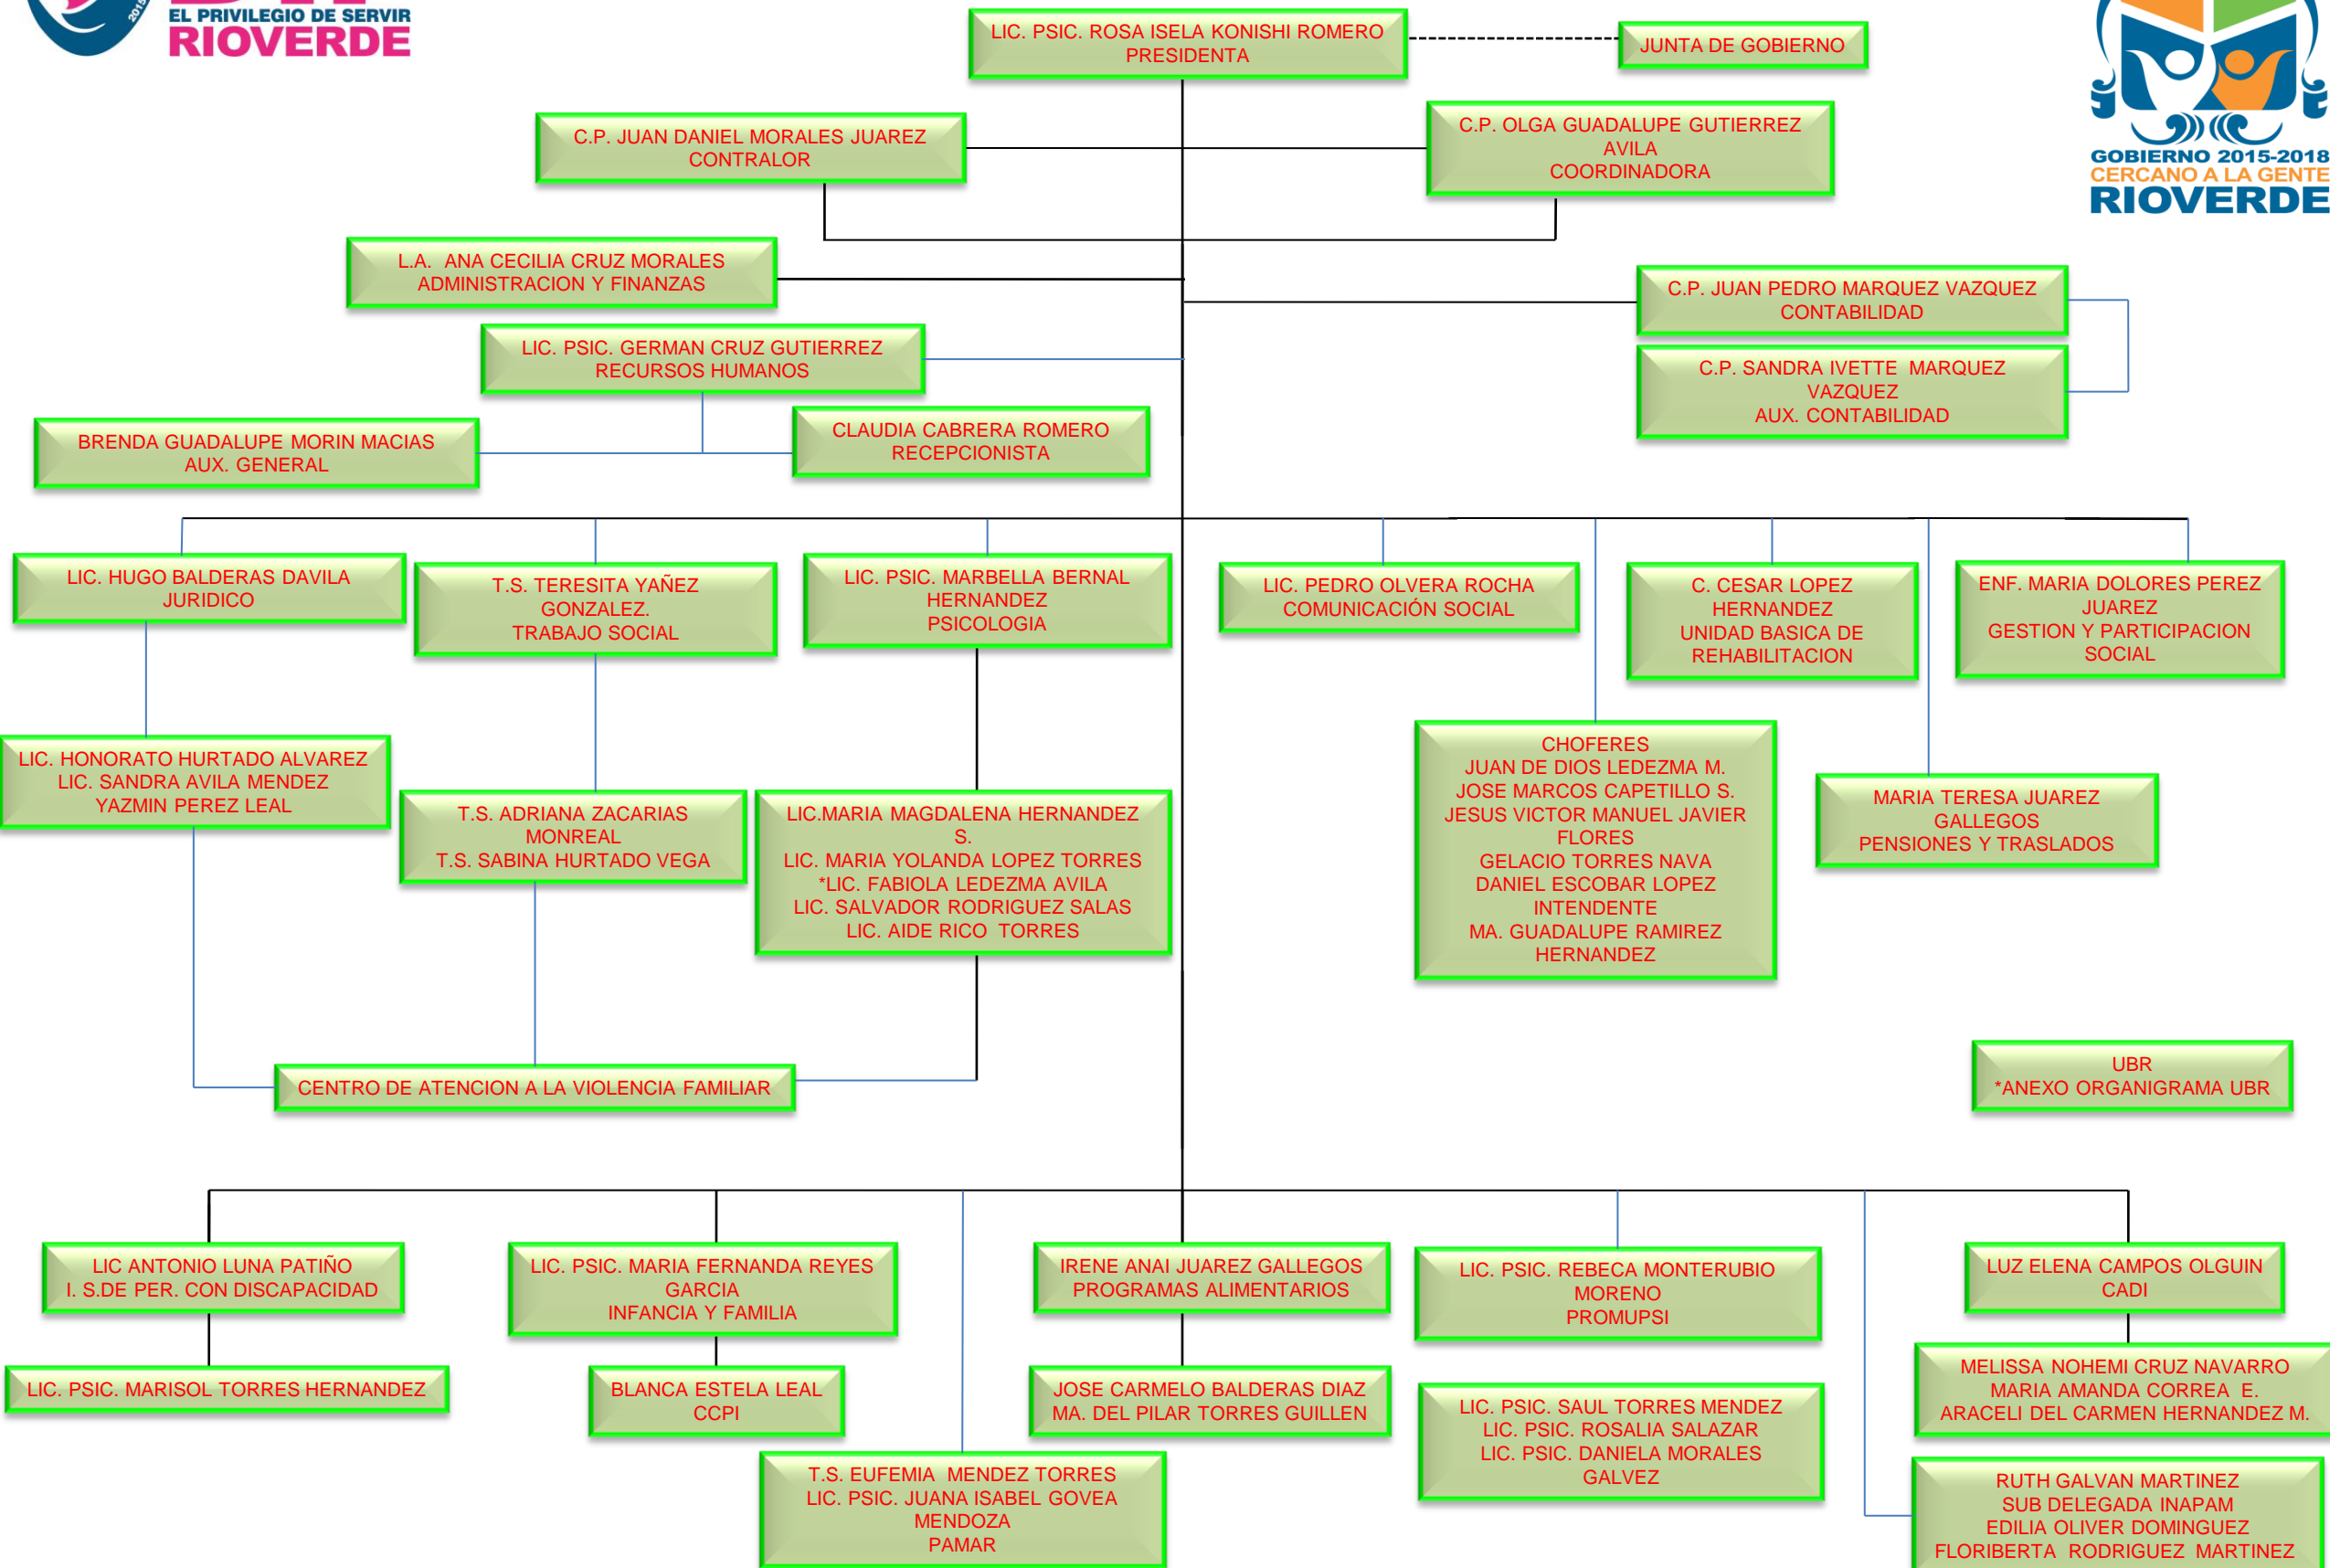 2015
EL PRIVILEGIO DE SERVIR
RIOVERDE
LIC. PSIC. ROSA ISELA KONISHI ROMERO
PRESIDENTA
JUNTA DE GOBIERNO
GOBIERNO 2015-2018
CERCANO A LA GENTE
RIOVERDE
C.P. JUAN DANIEL MORALES JUAREZ
CONTRALOR
C.P. OLGA GUADALUPE GUTIERREZ
AVILA
COORDINADORA
L.A. ANA CECILIA CRUZ MORALES
ADMINISTRACION Y FINANZAS
C.P. JUAN PEDRO MARQUEZ VAZQUEZ
CONTABILIDAD
LIC. PSIC. GERMAN CRUZ GUTIERREZ
RECURSOS HUMANOS
C.P. SANDRA IVETTE MARQUEZ
VAZQUEZ
AUX. CONTABILIDAD
BRENDA GUADALUPE MORIN MACIAS
AUX. GENERAL
CLAUDIA CABRERA ROMERO
RECEPCIONISTA
LIC. HUGO BALDERAS DAVILA
JURIDICO
T.S. TERESITA YAÑEZ
GONZALEZ.
TRABAJO SOCIAL
LIC. PSIC. MARBELLA BERNAL
HERNANDEZ
PSICOLOGIA
LIC. PEDRO OLVERA ROCHA
COMUNICACIÓN SOCIAL
C. CESAR LOPEZ
HERNANDEZ
UNIDAD BASICA DE
REHABILITACION
ENF. MARIA DOLORES PEREZ
JUAREZ
GESTION Y PARTICIPACION
SOCIAL
LIC. HONORATO HURTADO ALVAREZ
LIC. SANDRA AVILA MENDEZ
YAZMIN PEREZ LEAL
T.S. ADRIANA ZACARIAS
MONREAL
T.S. SABINA HURTADO VEGA
LIC.MARIA MAGDALENA HERNANDEZ
S.
LIC. MARIA YOLANDA LOPEZ TORRES
*LIC. FABIOLA LEDEZMA AVILA
LIC. SALVADOR RODRIGUEZ SALAS
LIC. AIDE RICO TORRES
CHOFERES
JUAN DE DIOS LEDEZMA M.
JOSE MARCOS CAPETILLO S.
JESUS VICTOR MANUEL JAVIER
FLORES
GELACIO TORRES NAVA
DANIEL ESCOBAR LOPEZ
INTENDENTE
MA. GUADALUPE RAMIREZ
HERNANDEZ
MARIA TERESA JUAREZ
GALLEGOS
PENSIONES Y TRASLADOS
CENTRO DE ATENCION A LA VIOLENCIA FAMILIAR
UBR
*ANEXO ORGANIGRAMA UBR
LIC ANTONIO LUNA PATIÑO
I. S.DE PER. CON DISCAPACIDAD
LIC. PSIC. MARIA FERNANDA REYES
GARCIA
INFANCIA Y FAMILIA
IRENE ANAI JUAREZ GALLEGOS
PROGRAMAS ALIMENTARIOS
LIC. PSIC. REBECA MONTERUBIO
MORENO
PROMUPSI
LUZ ELENA CAMPOS OLGUIN
CADI
LIC. PSIC. MARISOL TORRES HERNANDEZ
BLANCA ESTELA LEAL
CCPI
JOSE CARMELO BALDERAS DIAZ
MA. DEL PILAR TORRES GUILLEN
LIC. PSIC. SAUL TORRES MENDEZ
LIC. PSIC. ROSALIA SALAZAR
LIC. PSIC. DANIELA MORALES
GALVEZ
MELISSA NOHEMI CRUZ NAVARRO
MARIA AMANDA CORREA E.
ARACELI DEL CARMEN HERNANDEZ M.
T.S. EUFEMIA MENDEZ TORRES
LIC. PSIC. JUANA ISABEL GOVEA
MENDOZA
PAMAR
RUTH GALVAN MARTINEZ
SUB DELEGADA INAPAM
EDILIA OLIVER DOMINGUEZ
FLORIBERTA RODRIGUEZ MARTINEZ